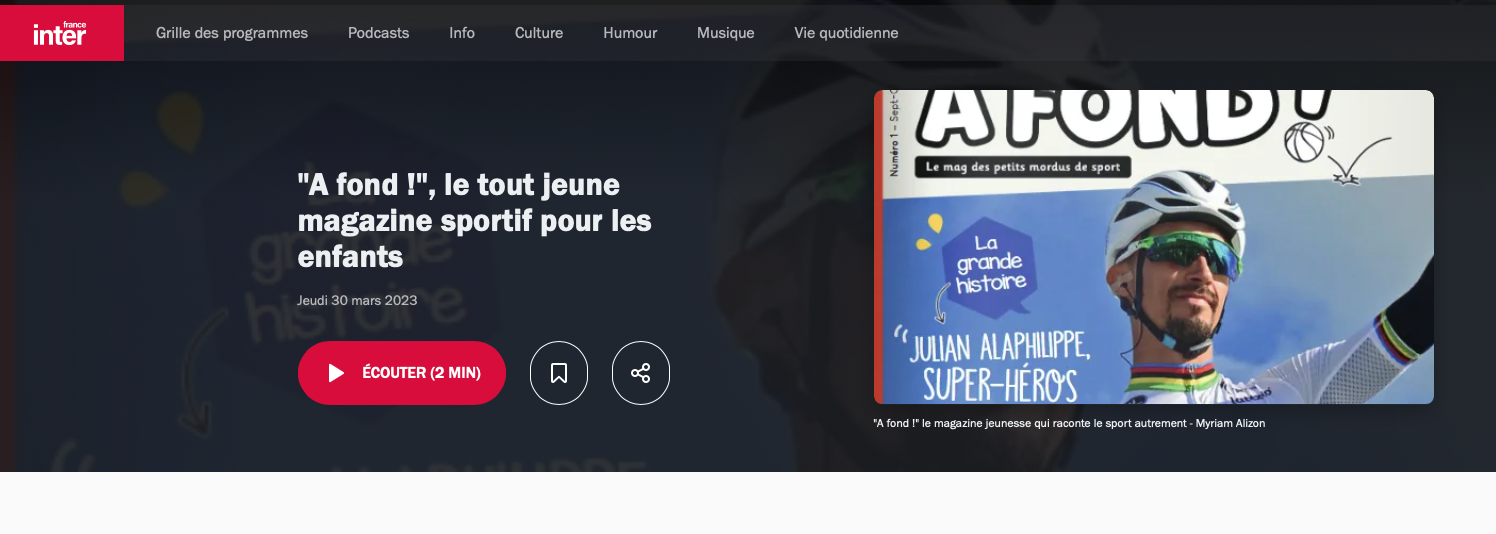 france
inter
Grille des programmes
Podcasts
Info
Culture
Humour
Musique
Vie quotidienne
"A fond !", le tout jeune
magazine sportif pour les
enfants
Jeudi 30 mars 2023
ÉCOUTER (2 MIN)
Numéro 1 – Sept-
À FOND !
Le mag des petits mordus de sport
La
grande
histoire
“JULIAN ALAPHILIPPE,
SUPER-HÉROS
"A fond !" le magazine jeunesse qui raconte le sport autrement - Myriam Alizon
La
grande
histoire